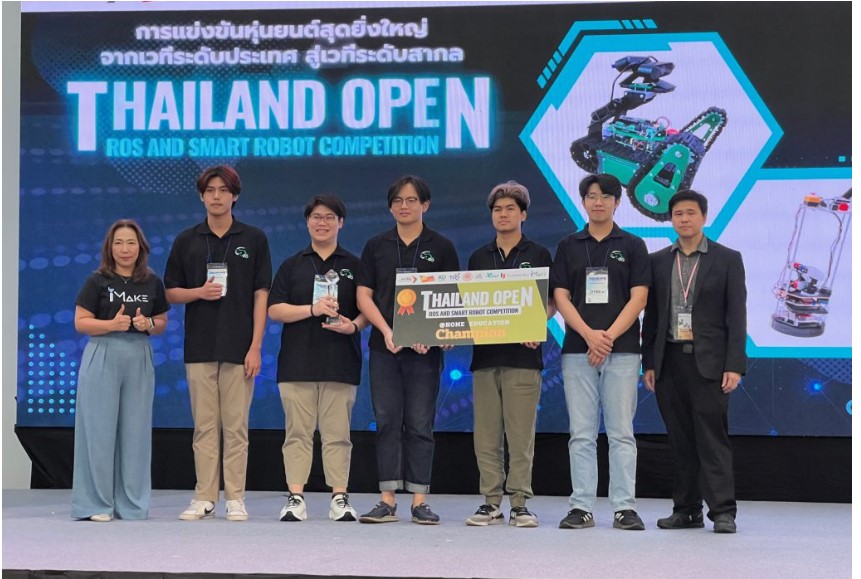 การแข่งขันหุ่นยนต์สุดยิ่งใหญ่
จากเวทีระดับประเทศ สู่เวทีระดับสากล
THAILAND OPEN
ROS AND SMART ROBOT COMPETITION
iMAKE
THAILAND OPEN
ROS AND SMART ROBOT COMPETITION
@HOME EDUCATION
Champion